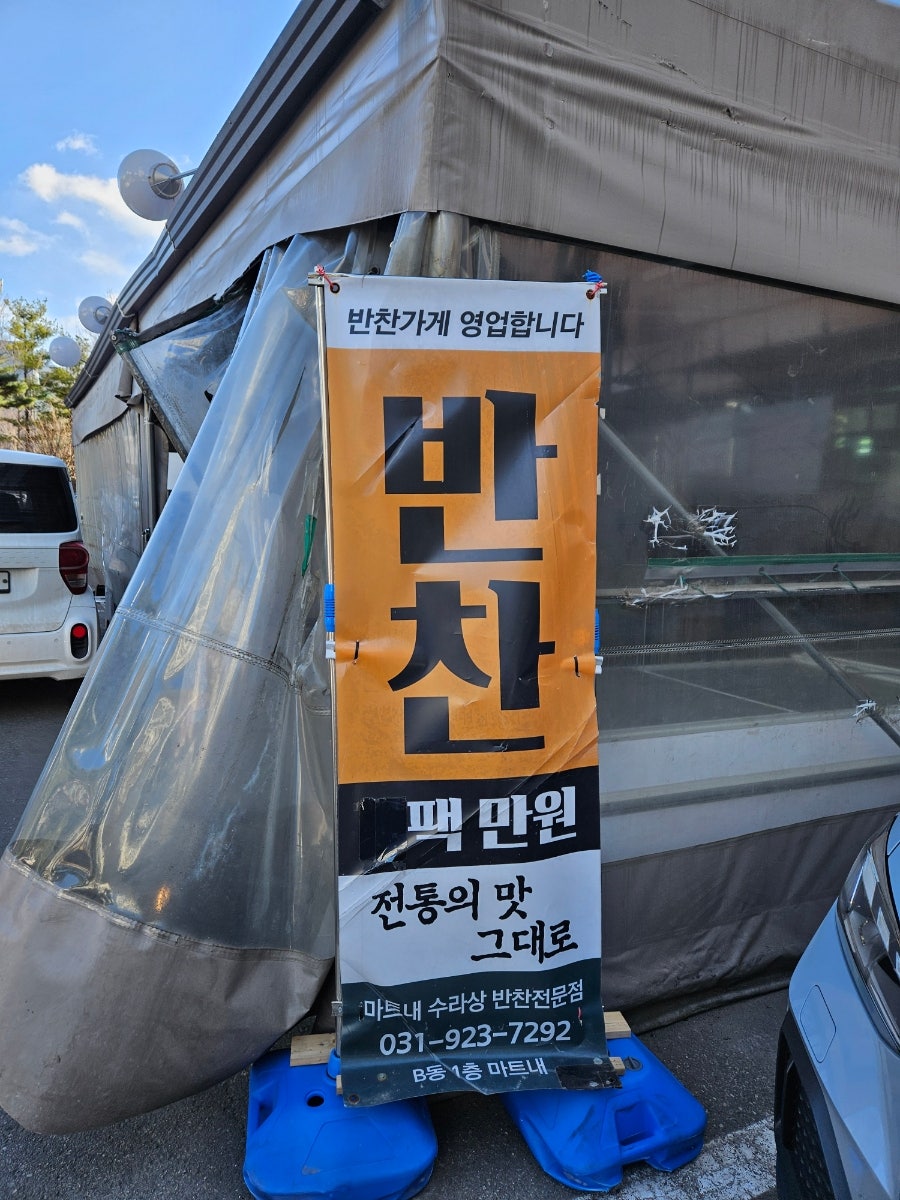 반찬가게 영업합니다
반
찬
팩 만원
전통의 맛
그대로
마트내 수라상 반찬전문점
031-923-7292
B동 1층 마트내